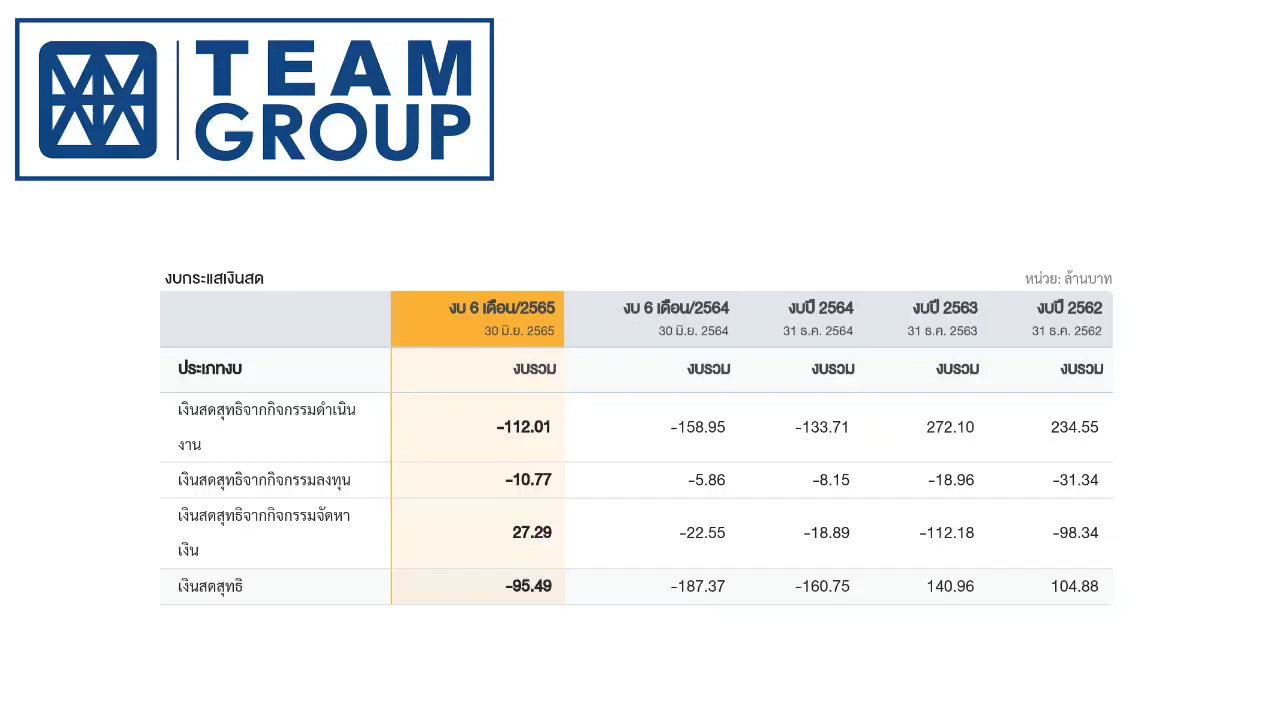 TEAM
GROUP
งบกระแสเงินสด หน่วย: ล้านบาท
งบ 6 เดือน/2565 งบ 6 เดือน/2564 งบปี 2564 งบปี 2563 งบปี 2562
30 มิ.ย. 2565 30 มิ.ย. 2564 31 ธ.ค. 2564 31 ธ.ค. 2563 31 ธ.ค. 2562
ประเภทงบ งบรวม งบรวม งบรวม งบรวม งบรวม
เงินสดสุทธิจากกิจกรรมดำเนิน
งาน -112.01 -158.95 -133.71 272.10 234.55
เงินสดสุทธิจากกิจกรรมลงทุน -10.77 -5.86 -8.15 -18.96 -31.34
เงินสดสุทธิจากกิจกรรมจัดหา
เงิน 27.29 -22.55 -18.89 -112.18 -98.34
เงินสดสุทธิ -95.49 -187.37 -160.75 140.96 104.88